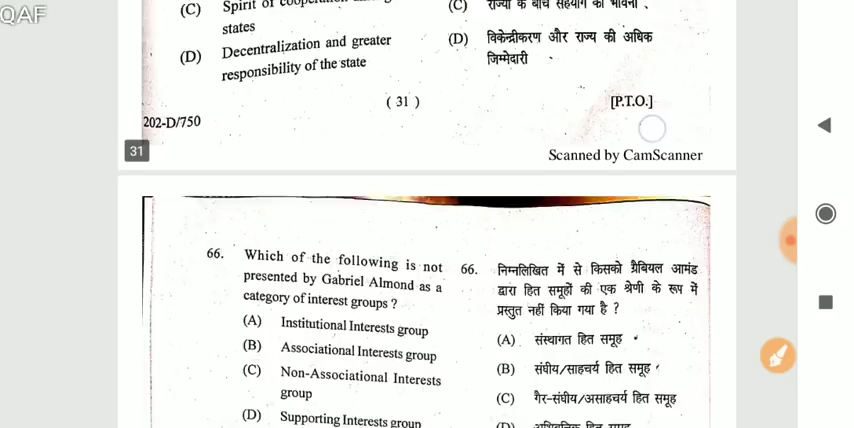 QAF
(C) Spirit of
states
(D) Decentralization and greater
responsibility of the state
(C) राज्यों के बीच सहयोग की भावना
(D) विकेन्द्रीकरण और राज्य की अधिक
जिम्मेदारी
( 31 ) [P.T.O.]
202-D/750
31
Scanned by CamScanner
66. Which of the following is not
presented by Gabriel Almond as a
category of interest groups ?
(A) Institutional Interests group
(B) Associational Interests group
(C) Non-Associational Interests
group
(D) Supporting Interests group
66. निम्नलिखित में से किसको ग्रैबियल आमंड
द्वारा हित समूहों की एक श्रेणी के रूप में
प्रस्तुत नहीं किया गया है ?
(A) संस्थागत हित समूह
(B) संघीय/साहचर्य हित समूह
(C) गैर-संघीय/असाहचर्य हित समूह
(D)